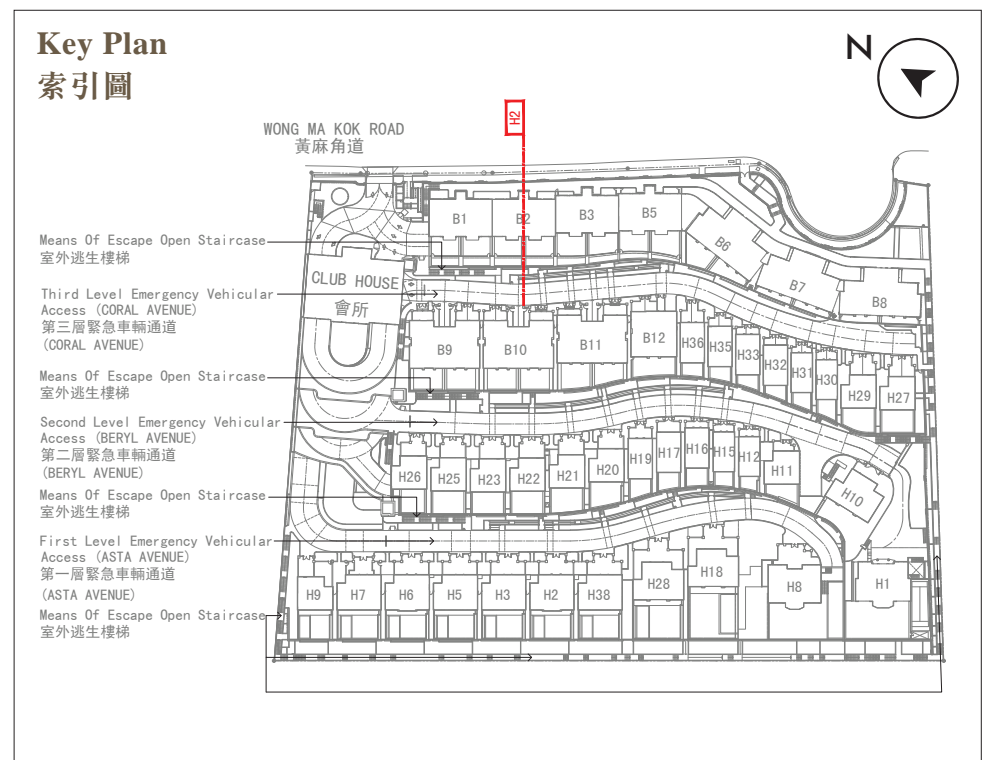 Key Plan
索引圖
N
H2
WONG MA KOK ROAD
黃麻角道
B1
B2
B3
B5
B6
B7
B8
Means Of Escape Open Staircase
室外逃生樓梯
CLUB HOUSE
會所
Third Level Emergency Vehicular
Access (CORAL AVENUE)
第三層緊急車輛通道
(CORAL AVENUE)
B9
B10
B11
B12
H36
H35
H33
H32
H31
H30
H29
H27
Means Of Escape Open Staircase
室外逃生樓梯
Second Level Emergency Vehicular
Access (BERYL AVENUE)
第二層緊急車輛通道
(BERYL AVENUE)
H26
H25
H23
H22
H21
H20
H19
H17
H16
H15
H12
H11
H10
Means Of Escape Open Staircase
室外逃生樓梯
First Level Emergency Vehicular
Access (ASTA AVENUE)
第一層緊急車輛通道
(ASTA AVENUE)
H9
H7
H6
H5
H3
H2
H38
H28
H18
H8
H1
Means Of Escape Open Staircase
室外逃生樓梯